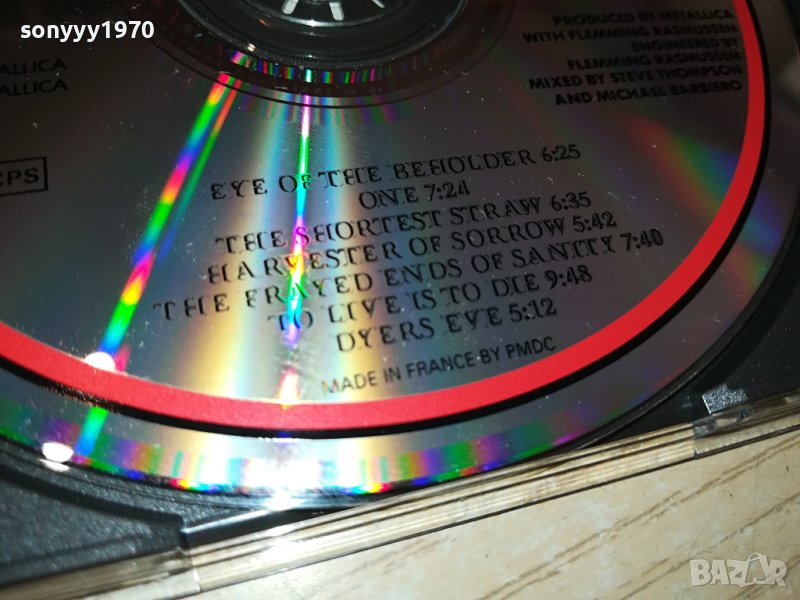 sonyyy1970
PRODUCED BY METALLICA
WITH FLEMMING RASMUSSEN
ENGINEERED BY
FLEMMING RASMUSSEN
MIXED BY STEVE THOMPSON
AND MICHAEL BARBIERO
TALLICA
TALLICA
CPS
EYE OF THE BEHOLDER 6:25
ONE 7:24
THE SHORTEST STRAW 6:35
HARVESTER OF SORROW 5:42
THE FRAYED ENDS OF SANITY 7:40
TO LIVE IS TO DIE 9:48
DYERS EVE 5:12
MADE IN FRANCE BY PMDC
BAZAR